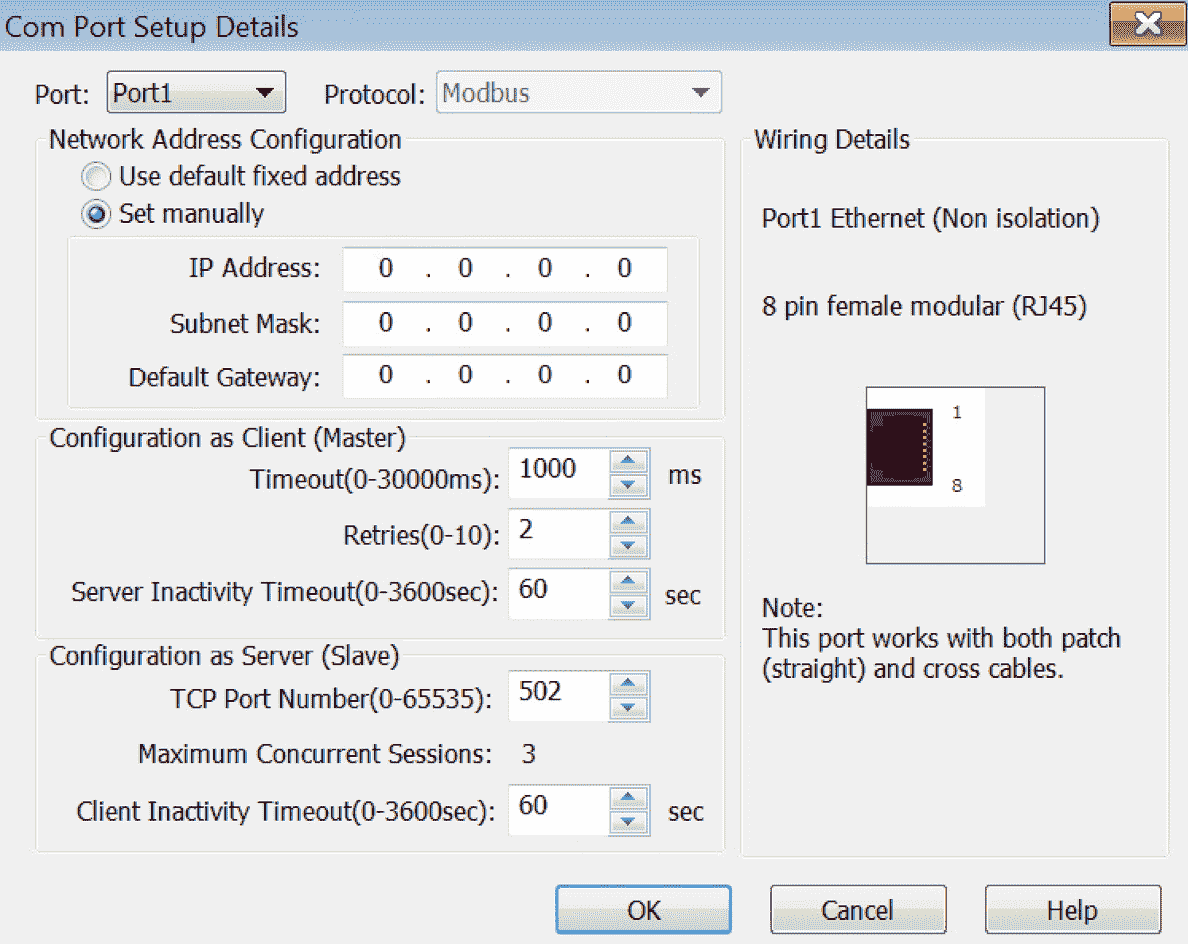 Com Port Setup Details
Port: Port1 Protocol: Modbus
Network Address Configuration
Use default fixed address
Set manually
IP Address: 0 . 0 . 0 . 0
Subnet Mask: 0 . 0 . 0 . 0
Default Gateway: 0 . 0 . 0 . 0
Configuration as Client (Master)
Timeout(0-30000ms): 1000 ms
Retries(0-10): 2
Server Inactivity Timeout(0-3600sec): 60 sec
Configuration as Server (Slave)
TCP Port Number(0-65535): 502
Maximum Concurrent Sessions: 3
Client Inactivity Timeout(0-3600sec): 60 sec
Wiring Details
Port1 Ethernet (Non isolation)
8 pin female modular (RJ45)
1
8
Note:
This port works with both patch
(straight) and cross cables.
OK Cancel Help